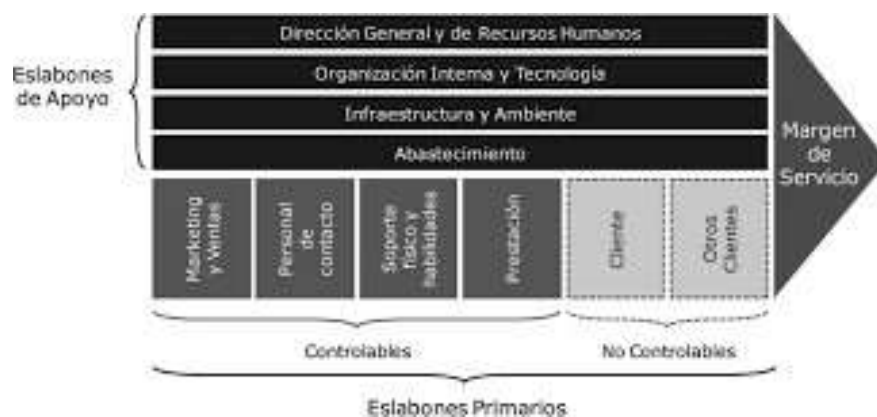 Dirección General y de Recursos Humanos
Eslabones
de Apoyo
Organización Interna y Tecnología
Infraestructura y Ambiente
Abastecimiento
Margen
de
Servicio
Marketing
y Ventas
Personal
de
contacto
Soporte
físico y
habilidades
Prestación
Cliente
Otros
Clientes
Controlables
No Controlables
Eslabones Primarios